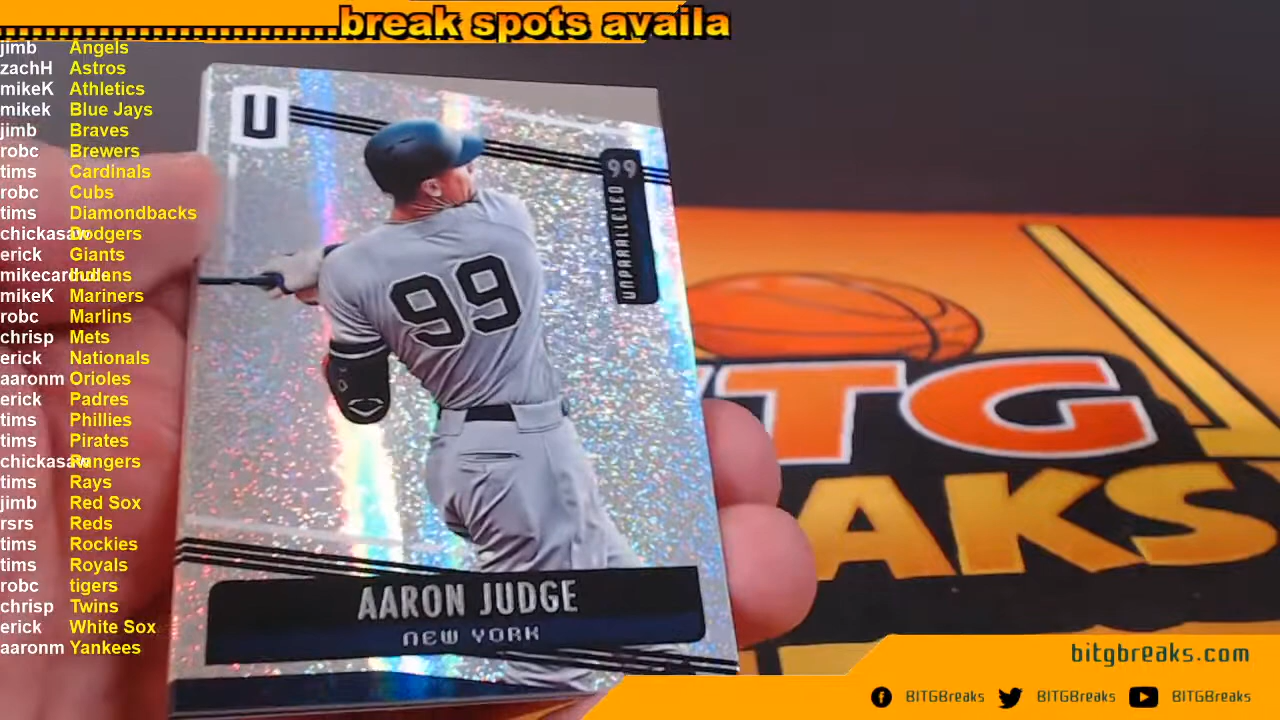 break spots availa
jimb Angels
zachH Astros
mikeK Athletics
mikek Blue Jays
jimb Braves
robc Brewers
tims Cardinals
robc Cubs
tims Diamondbacks
chickasaw Dodgers
erick Giants
Indians
mikeK Mariners
robc Marlins
chrisp Mets
erick Nationals
aaronm Orioles
erick Padres
tims Phillies
tims Pirates
chickasaw Rangers
tims Rays
jimb Red Sox
rsrs Reds
tims Rockies
tims Royals
robc tigers
chrisp Twins
erick White Sox
aaronm Yankees
U
99
UNPARALLELED
99
AARON JUDGE
NEW YORK
TG
EAKS
bitgbreaks.com
BITGBreaks BITGBreaks BITGBreaks